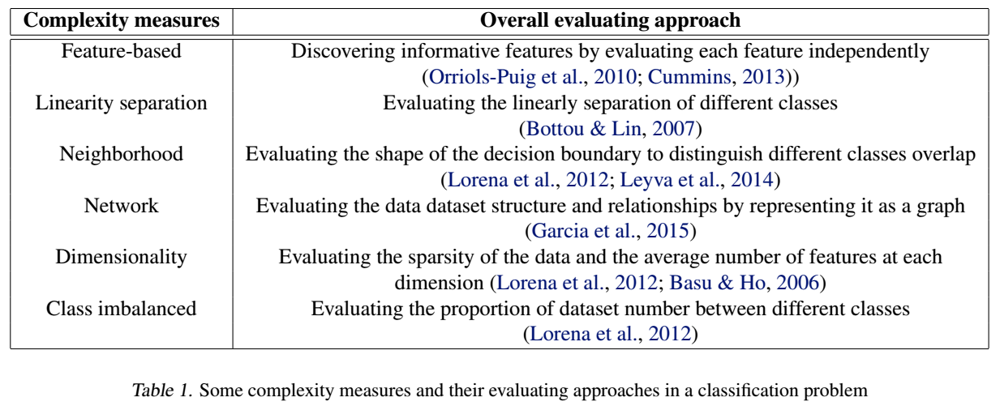 Complexity measures Overall evaluating approach
Feature-based Discovering informative features by evaluating each feature independently
(Orriols-Puig et al., 2010; Cummins, 2013))
Linearity separation Evaluating the linearly separation of different classes
(Bottou & Lin, 2007)
Neighborhood Evaluating the shape of the decision boundary to distinguish different classes overlap
(Lorena et al., 2012; Leyva et al., 2014)
Network Evaluating the data dataset structure and relationships by representing it as a graph
(Garcia et al., 2015)
Dimensionality Evaluating the sparsity of the data and the average number of features at each
dimension (Lorena et al., 2012; Basu & Ho, 2006)
Class imbalanced Evaluating the proportion of dataset number between different classes
(Lorena et al., 2012)
Table 1. Some complexity measures and their evaluating approaches in a classification problem